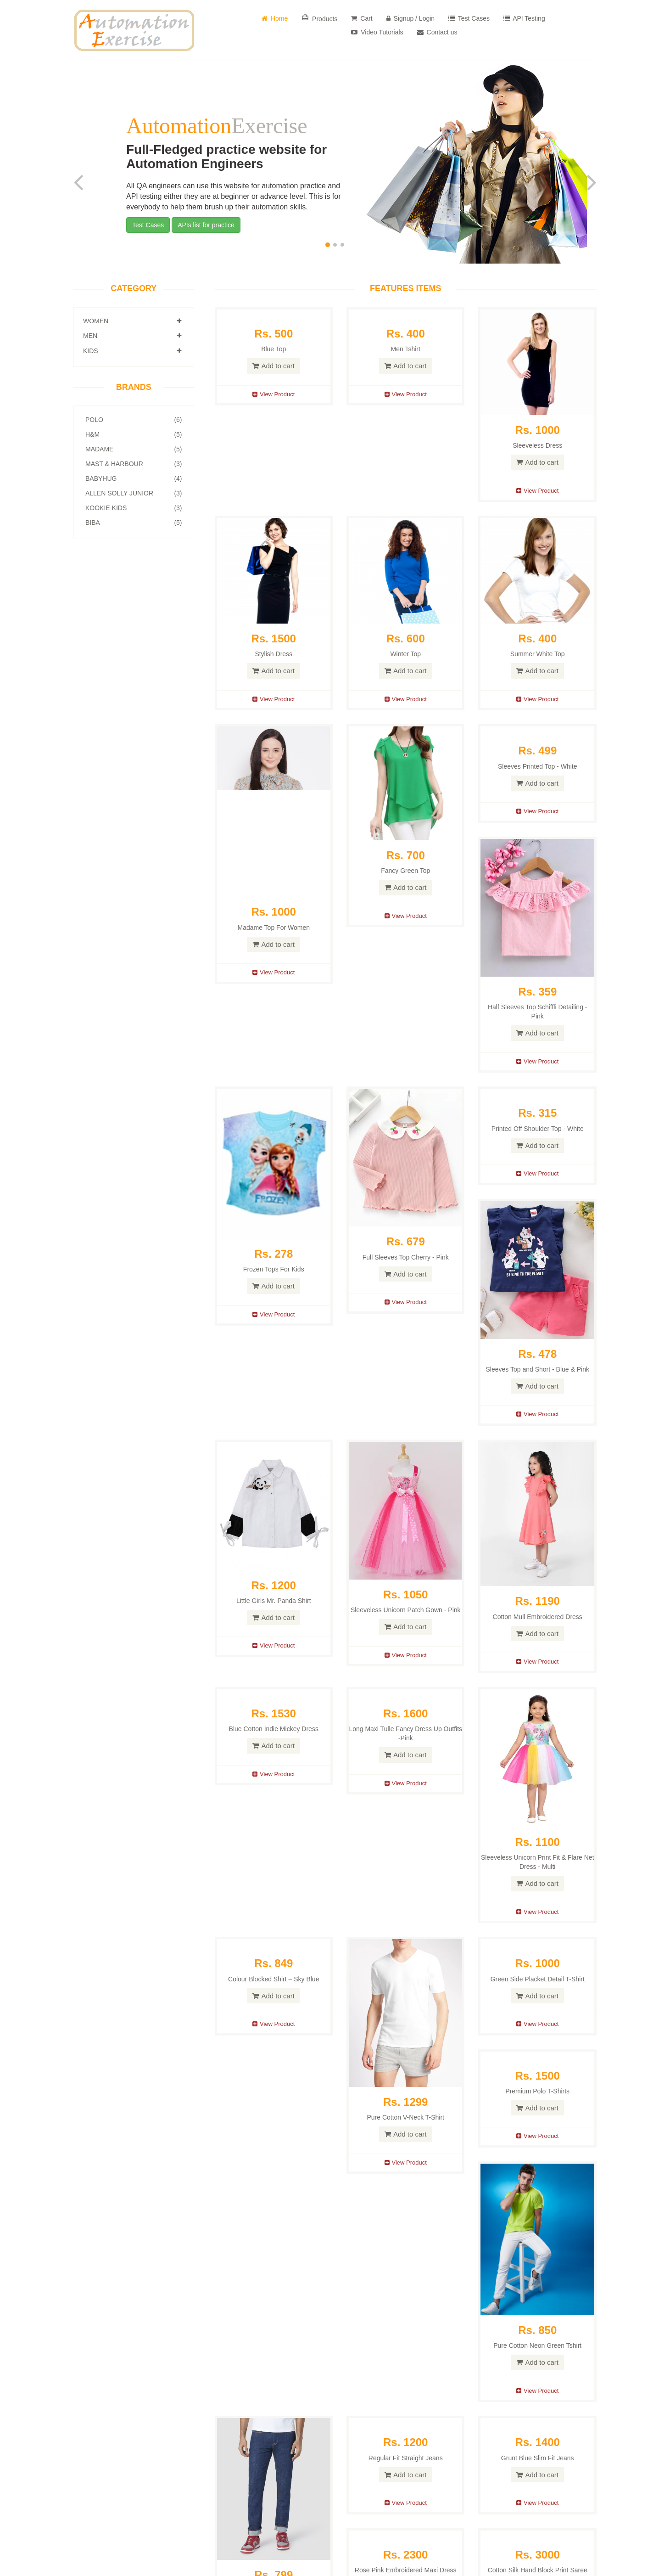 Automation
Exercise
Home
Products
Cart
Signup / Login
Test Cases
API Testing
Video Tutorials
Contact us
AutomationExercise
Full-Fledged practice website for
Automation Engineers
All QA engineers can use this website for automation practice and
API testing either they are at beginner or advance level. This is for
everybody to help them brush up their automation skills.
Test Cases
APIs list for practice
CATEGORY
WOMEN
MEN
KIDS
BRANDS
POLO (6)
H&M (5)
MADAME (5)
MAST & HARBOUR (3)
BABYHUG (4)
ALLEN SOLLY JUNIOR (3)
KOOKIE KIDS (3)
BIBA (5)
FEATURES ITEMS
Rs. 500
Blue Top
Add to cart
View Product
Rs. 400
Men Tshirt
Add to cart
View Product
Rs. 1000
Sleeveless Dress
Add to cart
View Product
Rs. 1500
Stylish Dress
Add to cart
View Product
Rs. 600
Winter Top
Add to cart
View Product
Rs. 400
Summer White Top
Add to cart
View Product
Rs. 1000
Madame Top For Women
Add to cart
View Product
Rs. 700
Fancy Green Top
Add to cart
View Product
Rs. 499
Sleeves Printed Top - White
Add to cart
View Product
Rs. 359
Half Sleeves Top Schiffli Detailing -
Pink
Add to cart
View Product
FROZEN
Rs. 278
Frozen Tops For Kids
Add to cart
View Product
Rs. 679
Full Sleeves Top Cherry - Pink
Add to cart
View Product
Rs. 315
Printed Off Shoulder Top - White
Add to cart
View Product
BE KIND TO THE PLANET
Rs. 478
Sleeves Top and Short - Blue & Pink
Add to cart
View Product
Rs. 1200
Little Girls Mr. Panda Shirt
Add to cart
View Product
Rs. 1050
Sleeveless Unicorn Patch Gown - Pink
Add to cart
View Product
Rs. 1190
Cotton Mull Embroidered Dress
Add to cart
View Product
Rs. 1530
Blue Cotton Indie Mickey Dress
Add to cart
View Product
Rs. 1600
Long Maxi Tulle Fancy Dress Up Outfits
-Pink
Add to cart
View Product
Rs. 1100
Sleeveless Unicorn Print Fit & Flare Net
Dress - Multi
Add to cart
View Product
Rs. 849
Colour Blocked Shirt – Sky Blue
Add to cart
View Product
Rs. 1299
Pure Cotton V-Neck T-Shirt
Add to cart
View Product
Rs. 1000
Green Side Placket Detail T-Shirt
Add to cart
View Product
Rs. 1500
Premium Polo T-Shirts
Add to cart
View Product
Rs. 850
Pure Cotton Neon Green Tshirt
Add to cart
View Product
Rs. 799
Rs. 1200
Regular Fit Straight Jeans
Add to cart
View Product
Rs. 1400
Grunt Blue Slim Fit Jeans
Add to cart
View Product
Rs. 2300
Rose Pink Embroidered Maxi Dress
Rs. 3000
Cotton Silk Hand Block Print Saree